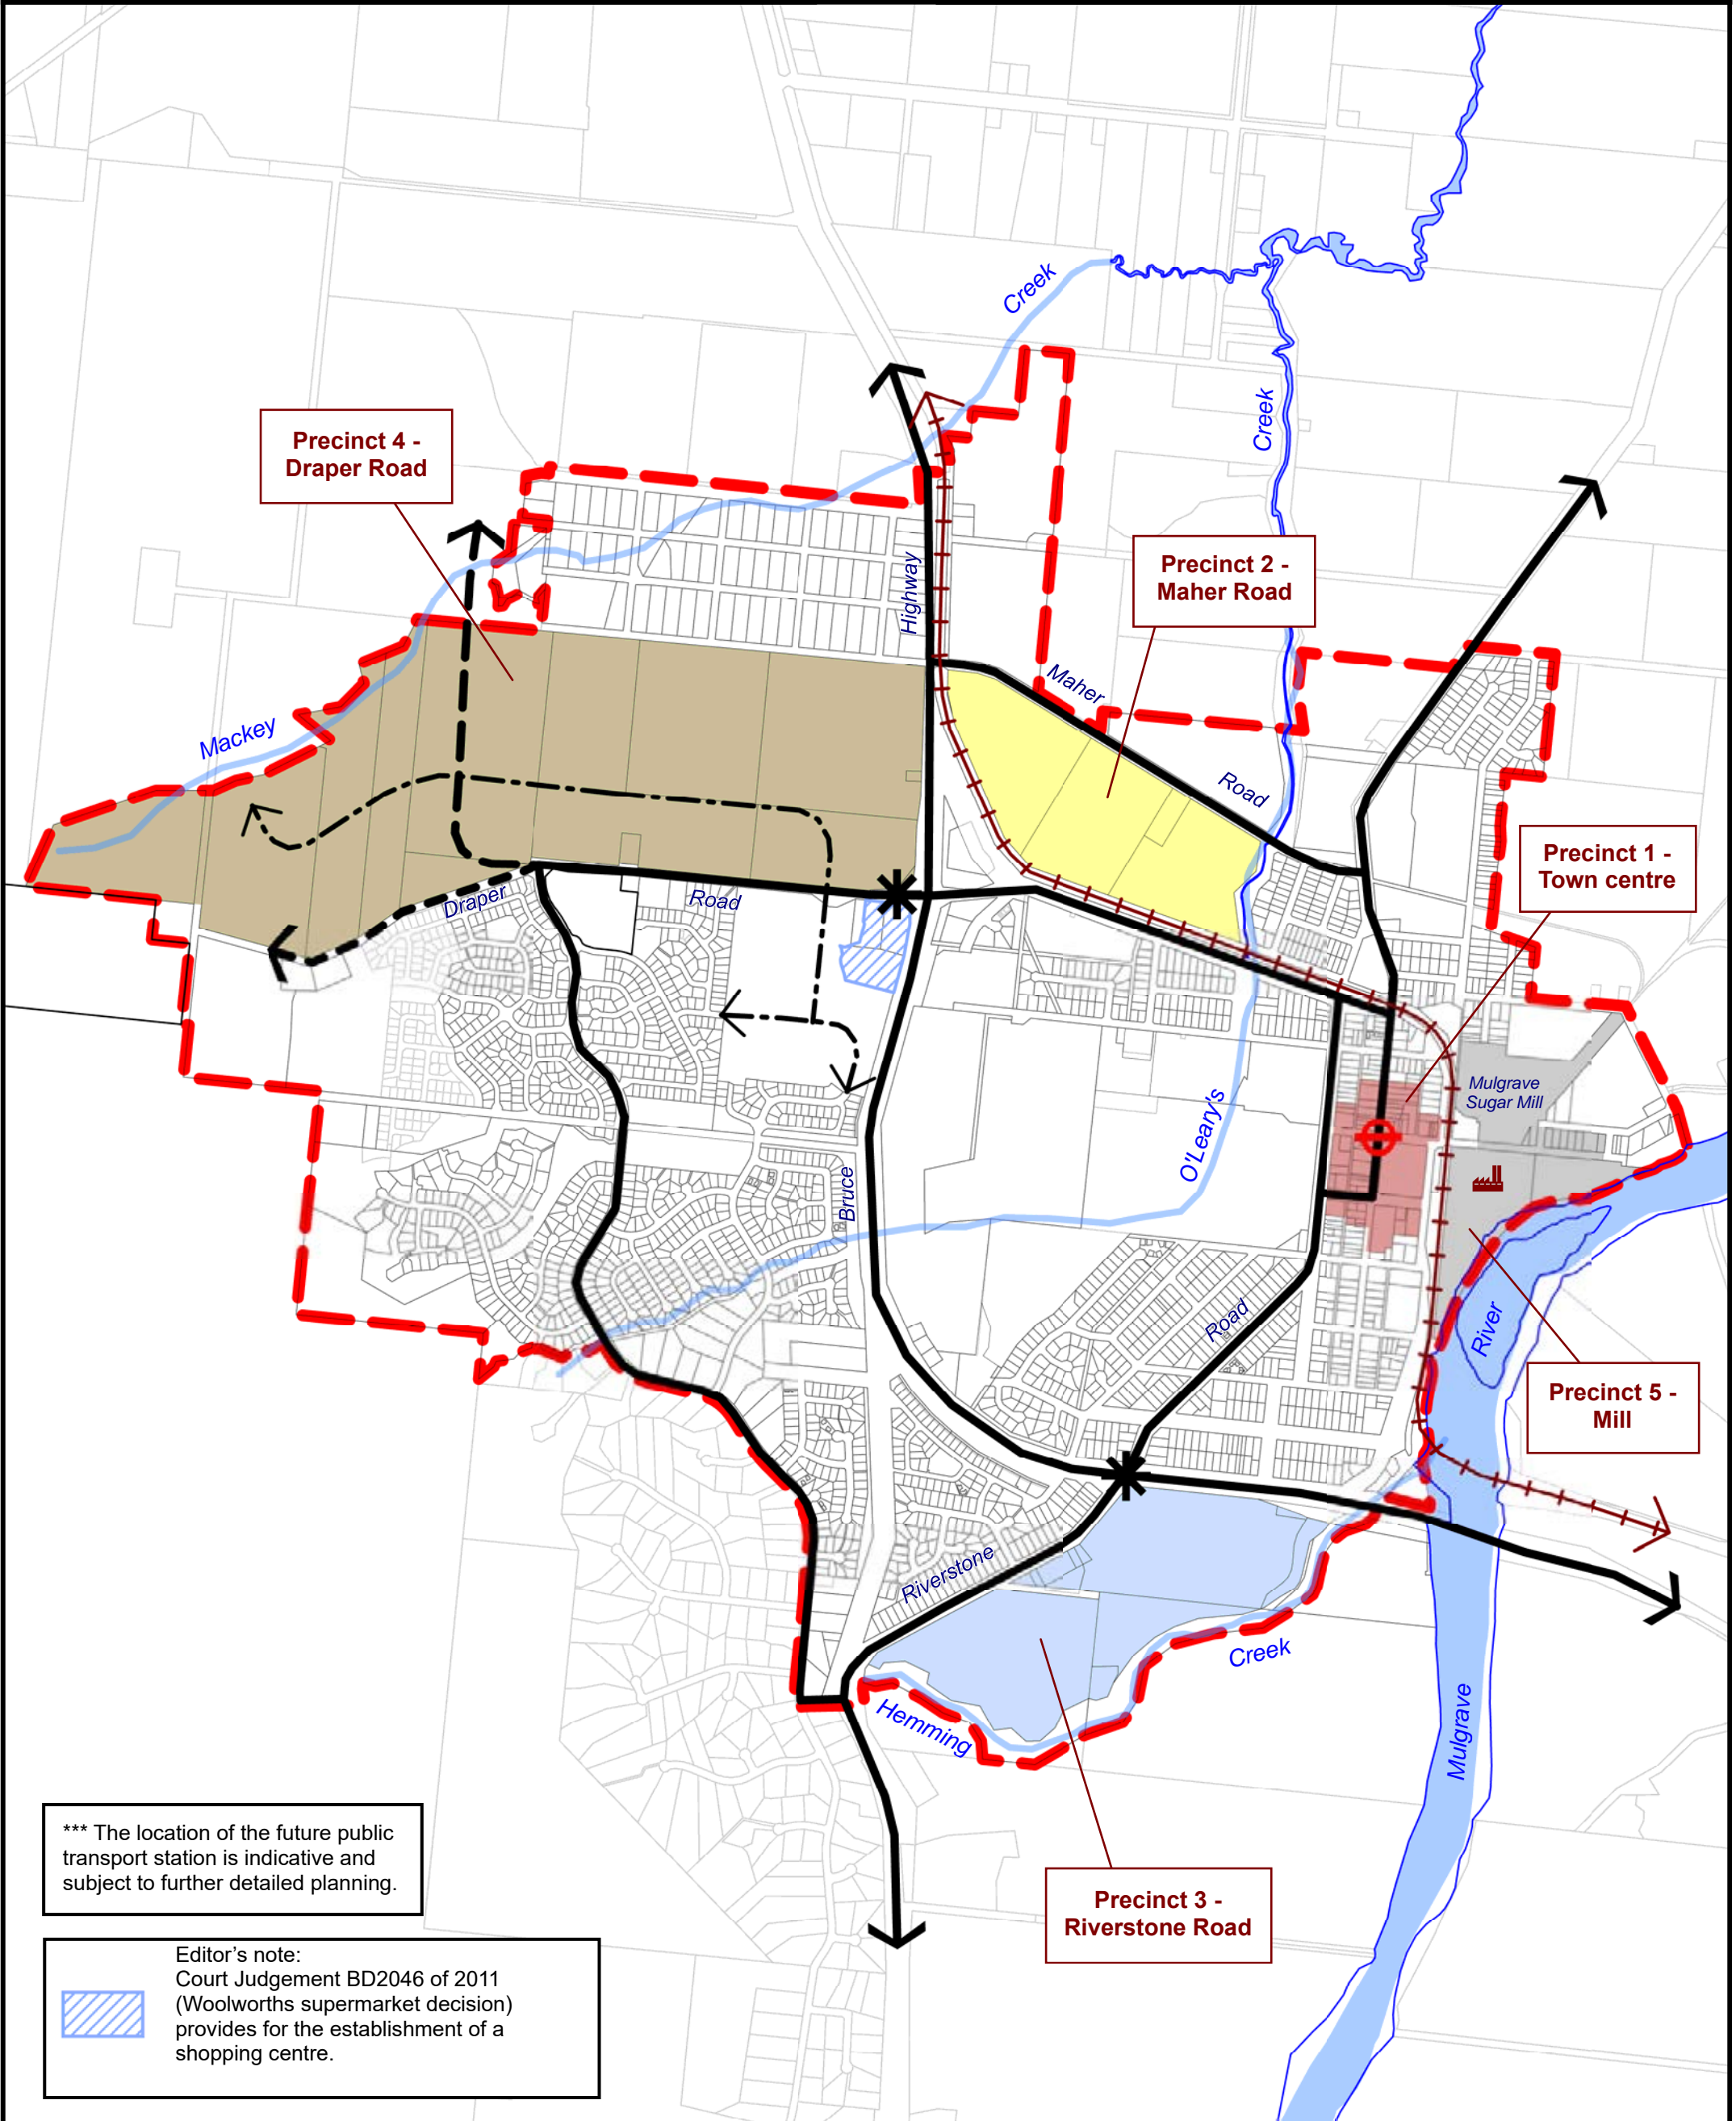 Creek
Creek
Precinct 4 -
Draper Road
Highway
Precinct 2 -
Maher Road
Maher
Mackey
Road
Precinct 1 -
Town centre
Draper
Road
Mulgrave
Sugar Mill
O'Leary's
Bruce
Road
River
Precinct 5 -
Mill
Riverstone
Creek
Hemming
Mulgrave
*** The location of the future public
transport station is indicative and
subject to further detailed planning.
Precinct 3 -
Riverstone Road
Editor’s note:
Court Judgement BD2046 of 2011
(Woolworths supermarket decision)
provides for the establishment of a
shopping centre.